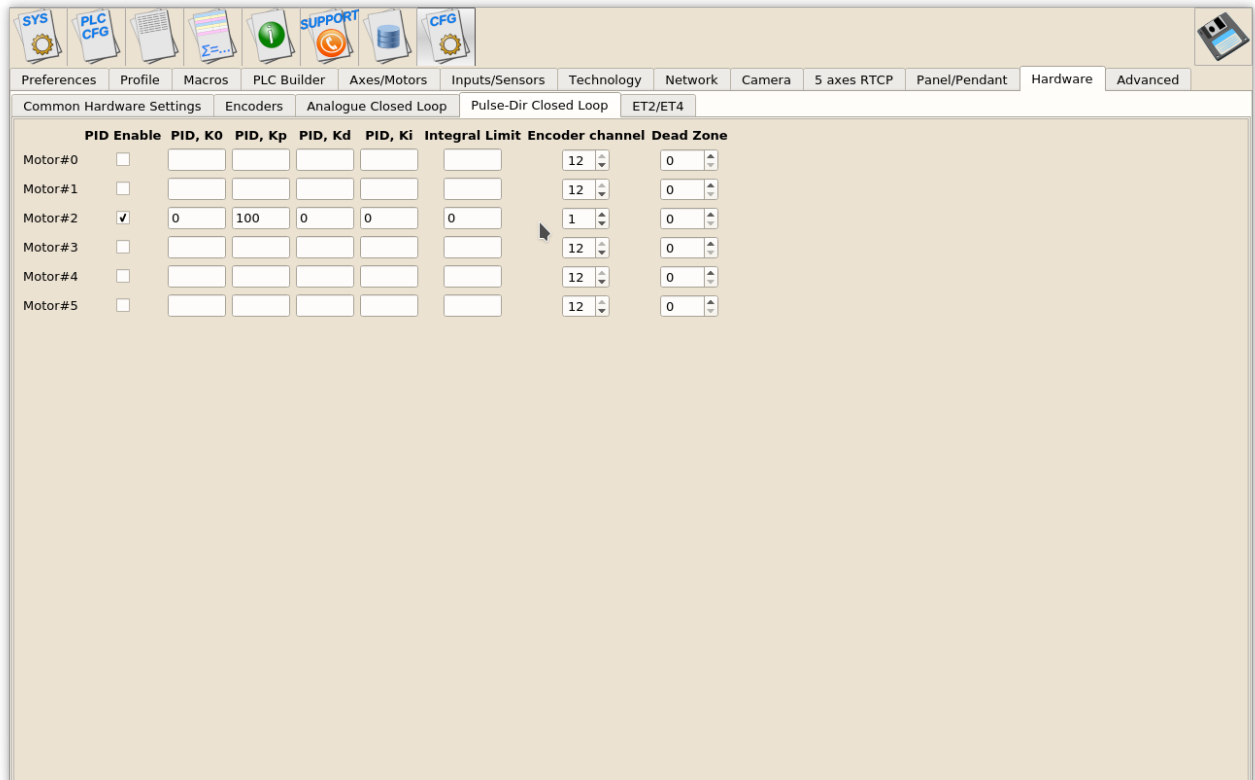 SYS PLC CFG Σ=... i SUPPORT CFG
Preferences Profile Macros PLC Builder Axes/Motors Inputs/Sensors Technology Network Camera 5 axes RTCP Panel/Pendant Hardware Advanced
Common Hardware Settings Encoders Analogue Closed Loop Pulse-Dir Closed Loop ET2/ET4
PID Enable PID, K0 PID, Kp PID, Kd PID, Ki Integral Limit Encoder channel Dead Zone
Motor#0 12 0
Motor#1 12 0
Motor#2 0 100 0 0 0 1 0
Motor#3 12 0
Motor#4 12 0
Motor#5 12 0